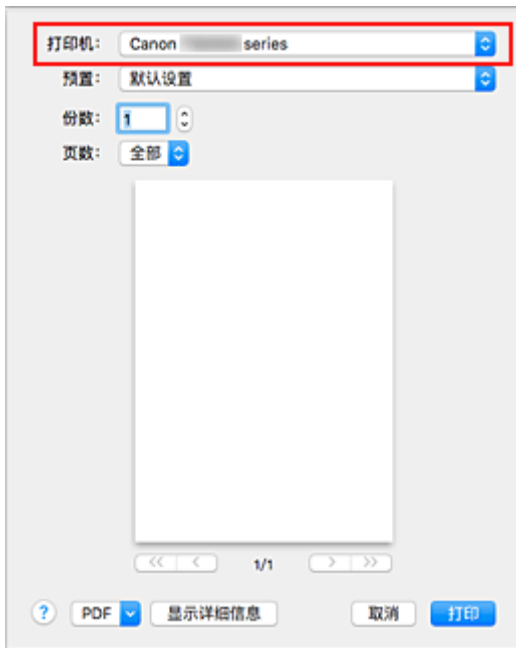 打印机: Canon series
预置: 默认设置
份数: 1
页数: 全部
<< < 1/1 > >>
? PDF 显示详细信息 取消 打印